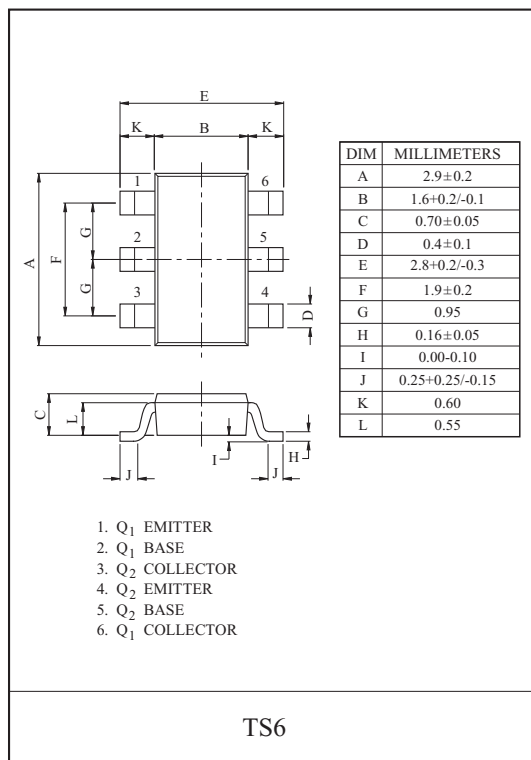 E
K B K
1 6
2 5
3 4
A
F
G
G
D
C
L
I
H
J
J
DIM MILLIMETERS
A 2.9±0.2
B 1.6+0.2/-0.1
C 0.70±0.05
D 0.4±0.1
E 2.8+0.2/-0.3
F 1.9±0.2
G 0.95
H 0.16±0.05
I 0.00-0.10
J 0.25+0.25/-0.15
K 0.60
L 0.55
1. Q1 EMITTER
2. Q1 BASE
3. Q2 COLLECTOR
4. Q2 EMITTER
5. Q2 BASE
6. Q1 COLLECTOR
TS6